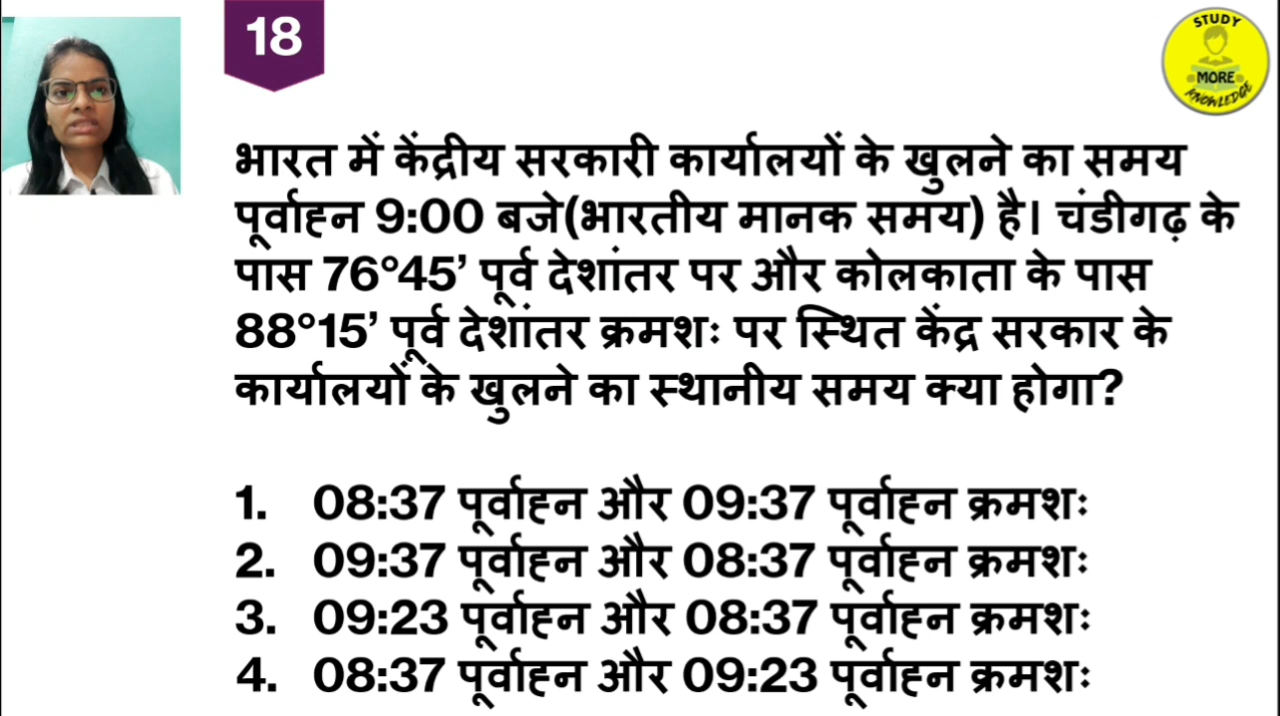 18
STUDY
MORE
KNOWLEDGE
भारत में केंद्रीय सरकारी कार्यालयों के खुलने का समय
पूर्वाह्न 9:00 बजे(भारतीय मानक समय) है। चंडीगढ़ के
पास 76°45’ पूर्व देशांतर पर और कोलकाता के पास
88°15’ पूर्व देशांतर क्रमशः पर स्थित केंद्र सरकार के
कार्यालयों के खुलने का स्थानीय समय क्या होगा?
1. 08:37 पूर्वाह्न और 09:37 पूर्वाह्न क्रमशः
2. 09:37 पूर्वाह्न और 08:37 पूर्वाह्न क्रमशः
3. 09:23 पूर्वाह्न और 08:37 पूर्वाह्न क्रमशः
4. 08:37 पूर्वाह्न और 09:23 पूर्वाह्न क्रमशः